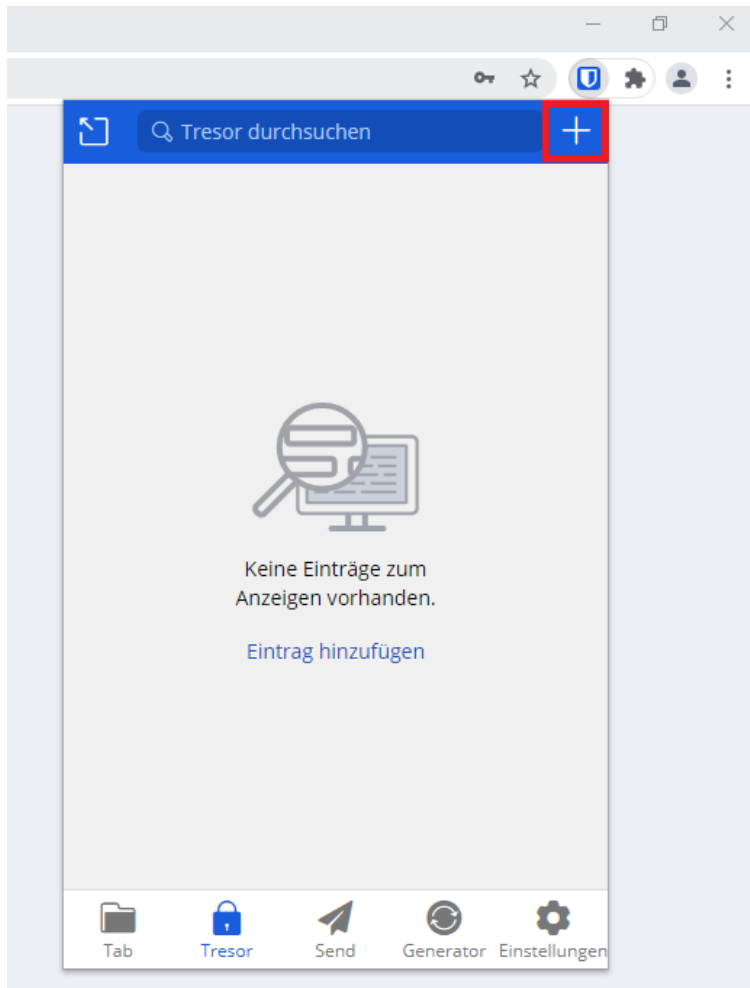 Tresor durchsuchen
Keine Einträge zum
Anzeigen vorhanden.
Eintrag hinzufügen
Tab Tresor Send Generator Einstellungen